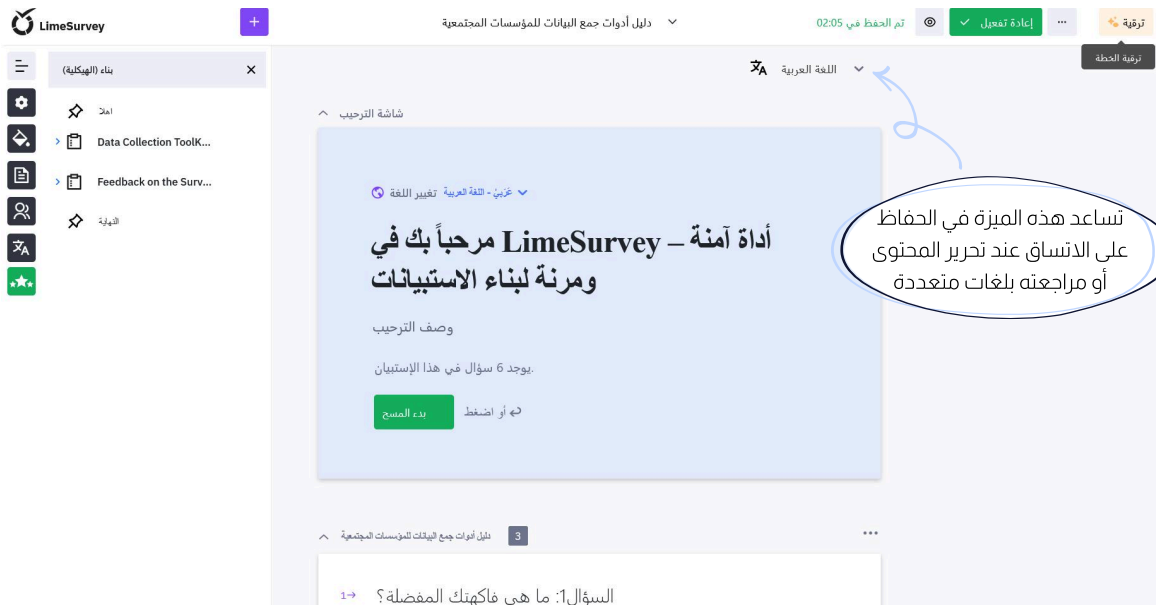 LimeSurvey
+
دليل أدوات جمع البيانات للمؤسسات المجتمعية
تم الحفظ في 02:05
إعادة تفعيل
...
ترقية
ترقية الخطة
بناء (الهيكلية)
اهلا
Data Collection ToolK...
Feedback on the Surv...
النهاية
اللغة العربية
شاشة الترحيب
تغيير اللغة
عَرَبيْ - اللغة العربية
مرحباً بك في LimeSurvey – أداة آمنة
ومرنة لبناء الاستبيانات
وصف الترحيب
يوجد 6 سؤال في هذا الإستبيان.
بدء المسح
أو اضغط
تساعد هذه الميزة في الحفاظ
على الاتساق عند تحرير المحتوى
أو مراجعته بلغات متعددة
دليل أدوات جمع البيانات للمؤسسات المجتمعية
3
...
1→
السؤال1: ما هي فاكهتك المفضلة؟